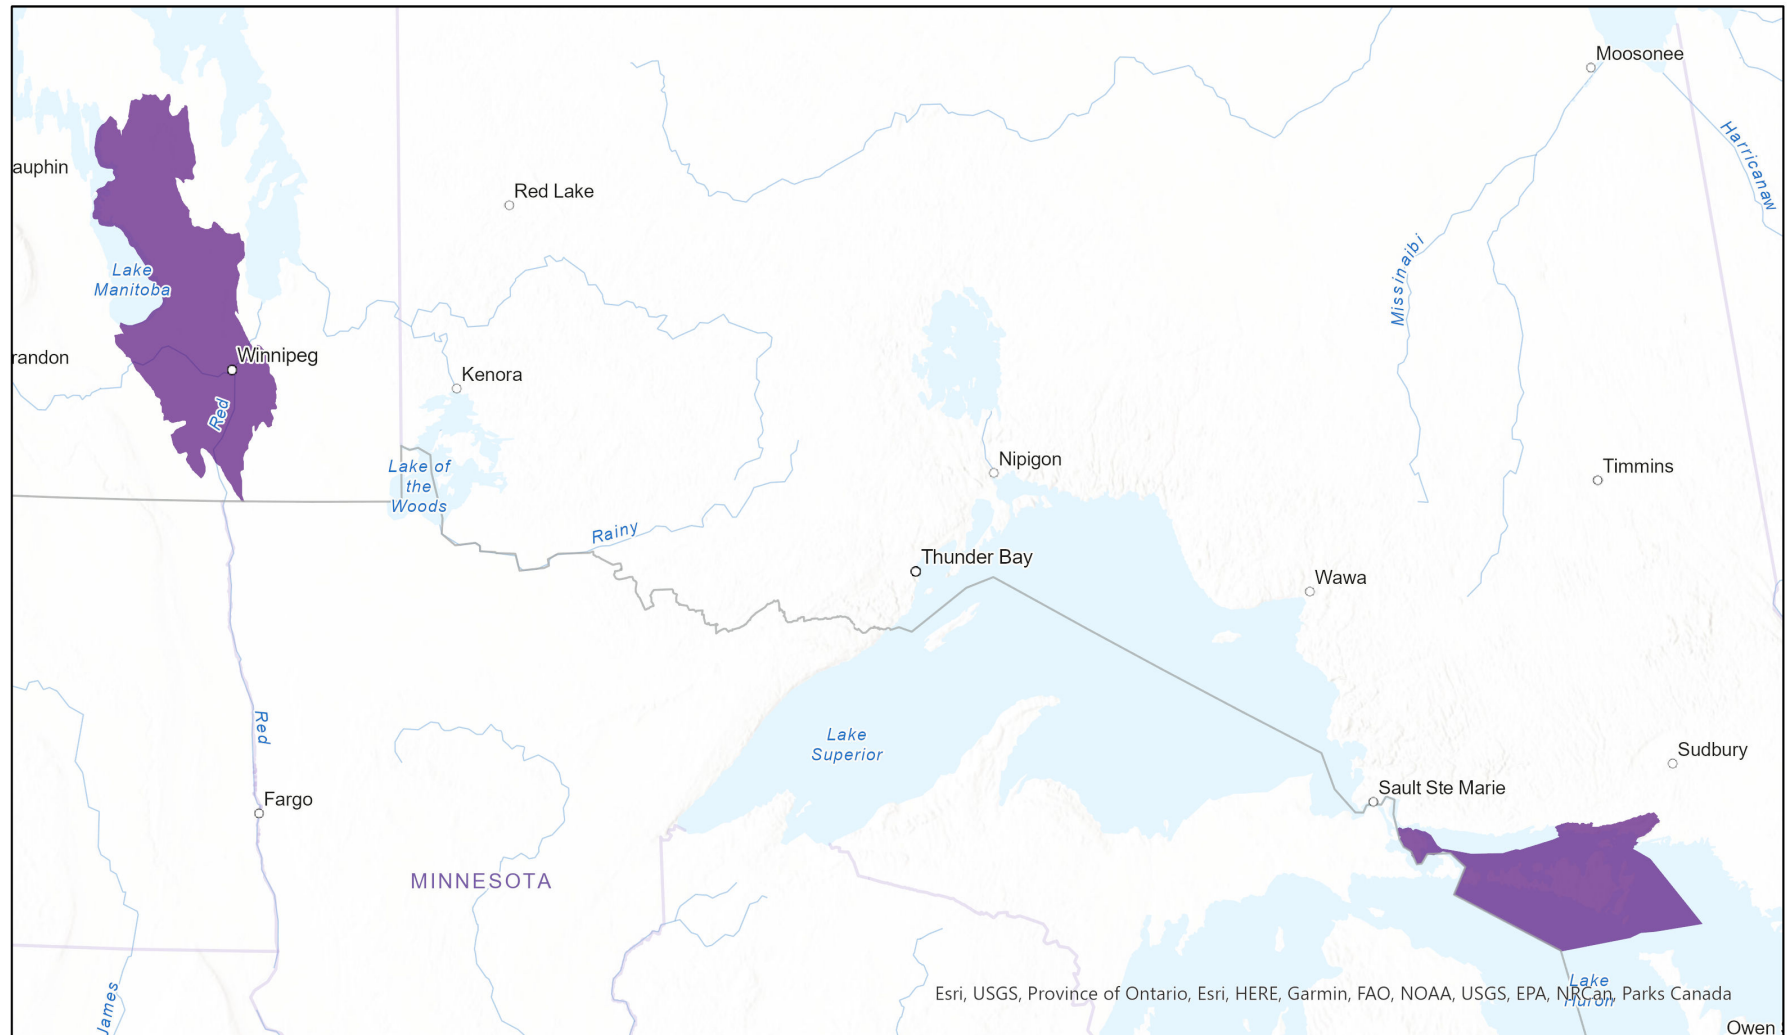 Moosonee
Harricanaw
auphin
Red Lake
Missinaibi
Lake
Manitoba
Winnipeg
randon
Kenora
Red
Nipigon
Lake of
the
Woods
Timmins
Rainy
Thunder Bay
Wawa
Red
Lake
Superior
Sudbury
Sault Ste Marie
Fargo
MINNESOTA
Lake
Huron
Esri, USGS, Province of Ontario, Esri, HERE, Garmin, FAO, NOAA, USGS, EPA, NRCan, Parks Canada
James
Owen